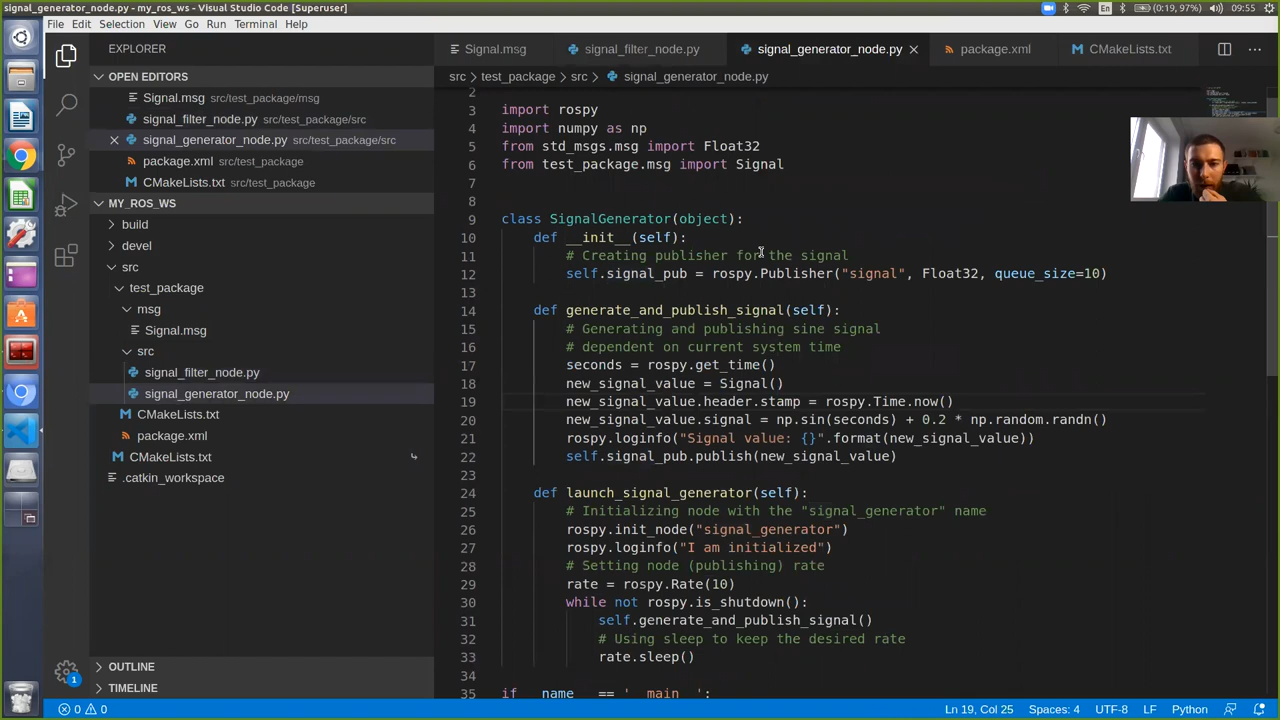 signal_generator_node.py - my_ros_ws - Visual Studio Code [Superuser]
En
(0:19, 97%)
09:55
File Edit Selection View Go Run Terminal Help
EXPLORER
OPEN EDITORS
Signal.msg src/test_package/msg
signal_filter_node.py src/test_package/src
signal_generator_node.py src/test_package/src
package.xml src/test_package
CMakeLists.txt src/test_package
MY_ROS_WS
build
devel
src
test_package
msg
Signal.msg
src
signal_filter_node.py
signal_generator_node.py
CMakeLists.txt
package.xml
CMakeLists.txt
.catkin_workspace
OUTLINE
TIMELINE
1
Signal.msg signal_filter_node.py signal_generator_node.py package.xml CMakeLists.txt
src > test_package > src > signal_generator_node.py
2
3 import rospy
4 import numpy as np
5 from std_msgs.msg import Float32
6 from test_package.msg import Signal
7
8
9 class SignalGenerator(object):
10 def __init__(self):
11 # Creating publisher for the signal
12 self.signal_pub = rospy.Publisher("signal", Float32, queue_size=10)
13
14 def generate_and_publish_signal(self):
15 # Generating and publishing sine signal
16 # dependent on current system time
17 seconds = rospy.get_time()
18 new_signal_value = Signal()
19 new_signal_value.header.stamp = rospy.Time.now()
20 new_signal_value.signal = np.sin(seconds) + 0.2 * np.random.randn()
21 rospy.loginfo("Signal value: {}".format(new_signal_value))
22 self.signal_pub.publish(new_signal_value)
23
24 def launch_signal_generator(self):
25 # Initializing node with the "signal_generator" name
26 rospy.init_node("signal_generator")
27 rospy.loginfo("I am initialized")
28 # Setting node (publishing) rate
29 rate = rospy.Rate(10)
30 while not rospy.is_shutdown():
31 self.generate_and_publish_signal()
32 # Using sleep to keep the desired rate
33 rate.sleep()
34
35 if __name__ == '__main__':
0 0 Ln 19, Col 25 Spaces: 4 UTF-8 LF Python